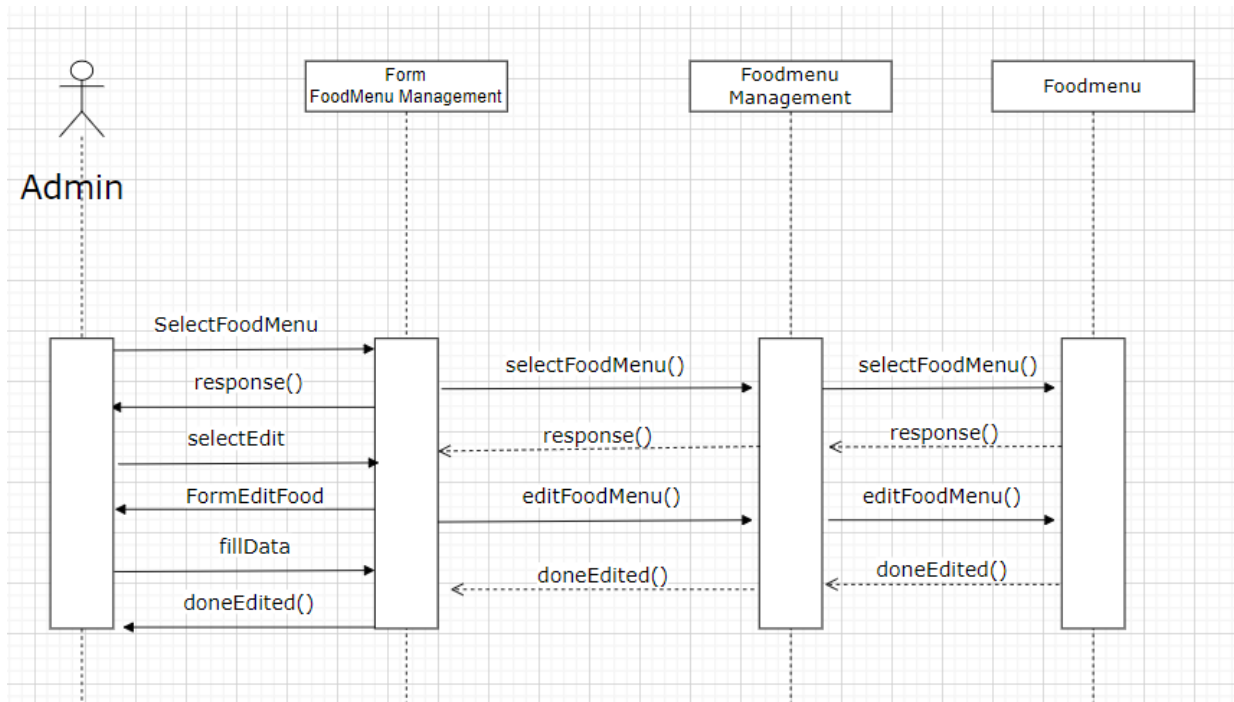 Form
FoodMenu Management
Foodmenu
Management
Foodmenu
Admin
SelectFoodMenu
selectFoodMenu()
selectFoodMenu()
response()
response()
response()
selectEdit
FormEditFood
editFoodMenu()
editFoodMenu()
fillData
doneEdited()
doneEdited()
doneEdited()